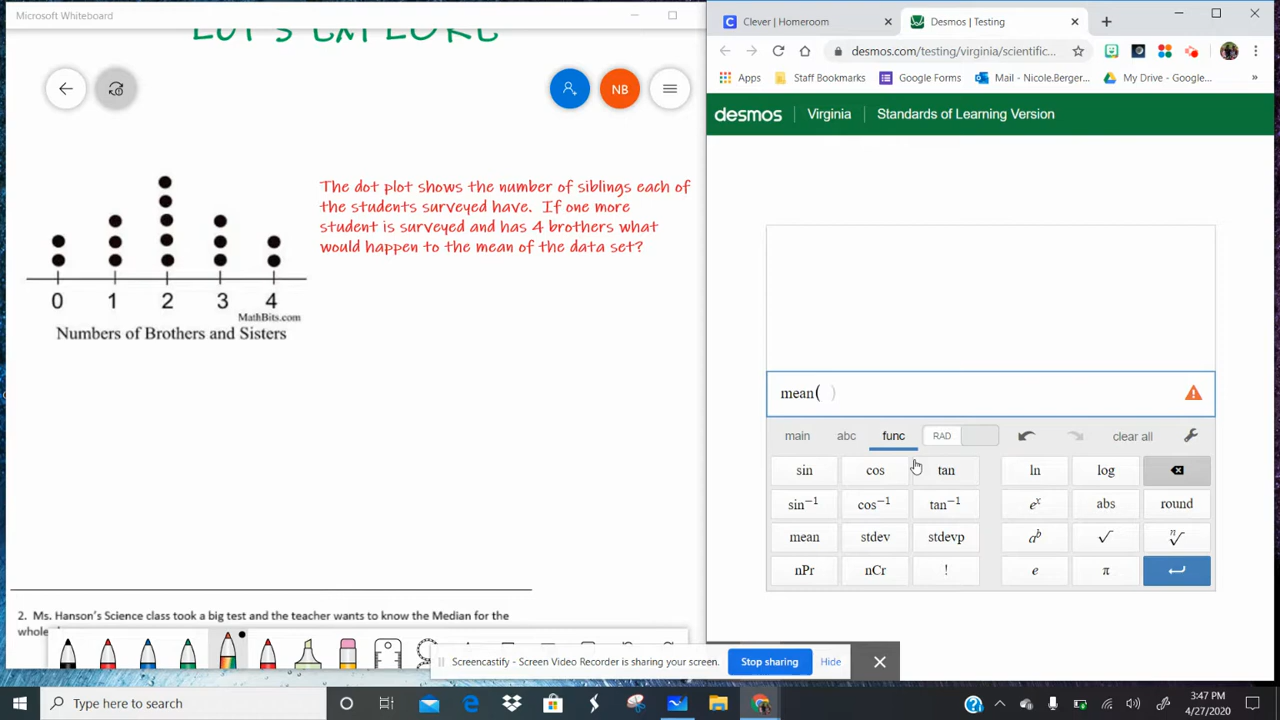 Microsoft Whiteboard
LET'S EXPLORE
NB
The dot plot shows the number of siblings each of
the students surveyed have. If one more
student is surveyed and has 4 brothers what
would happen to the mean of the data set?
0 1 2 3 4
MathBits.com
Numbers of Brothers and Sisters
2. Ms. Hanson's Science class took a big test and the teacher wants to know the Median for the
whole
Clever | Homeroom
Desmos | Testing
desmos.com/testing/virginia/scientific...
Apps
Staff Bookmarks
Google Forms
Mail - Nicole.Berger...
My Drive - Google...
»
desmos
Virginia
Standards of Learning Version
mean( )
main abc func RAD clear all
sin cos tan ln log
sin⁻¹ cos⁻¹ tan⁻¹ eˣ abs round
mean stdev stdevp aᵇ √ ⁿ√
nPr nCr ! e π
Screencastify - Screen Video Recorder is sharing your screen.
Stop sharing
Hide
Type here to search
3:47 PM
4/27/2020